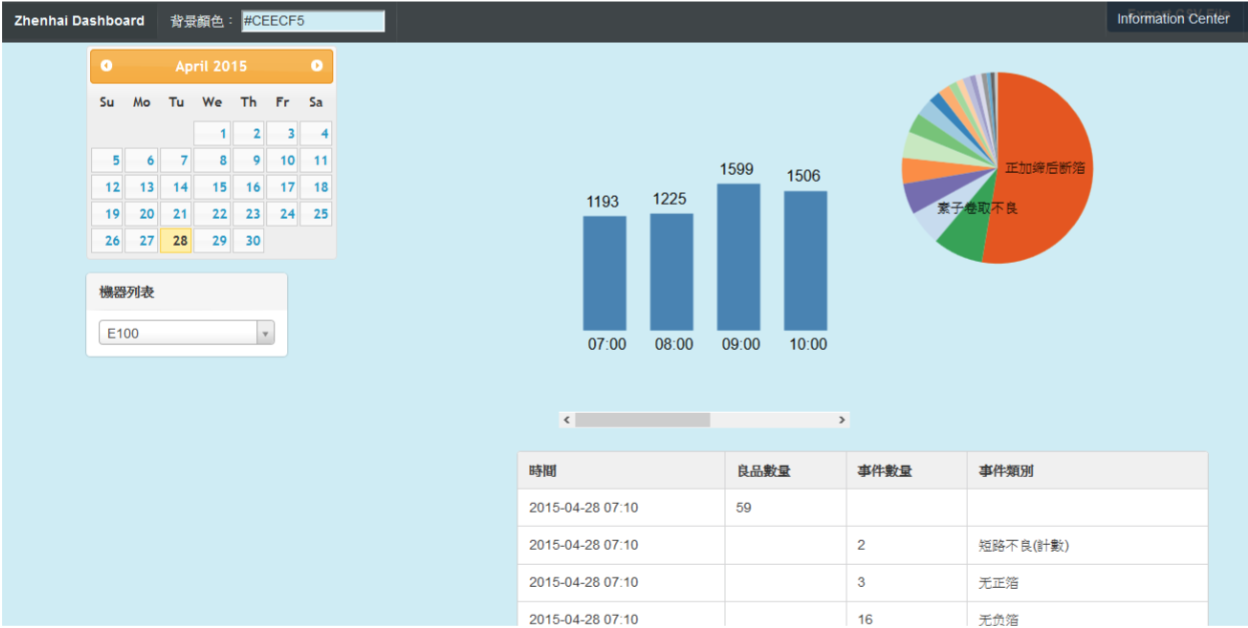 Zhenhai Dashboard 背景顏色： #CEECF5 Information Center
April 2015
Su Mo Tu We Th Fr Sa
1 2 3 4
5 6 7 8 9 10 11
12 13 14 15 16 17 18
19 20 21 22 23 24 25
26 27 28 29 30
機器列表
E100
1193 1225 1599 1506
07:00 08:00 09:00 10:00
正加締后断箔
素子卷取不良
時間 良品數量 事件數量 事件類別
2015-04-28 07:10 59
2015-04-28 07:10 2 短路不良(計數)
2015-04-28 07:10 3 无正箔
2015-04-28 07:10 16 无负箔